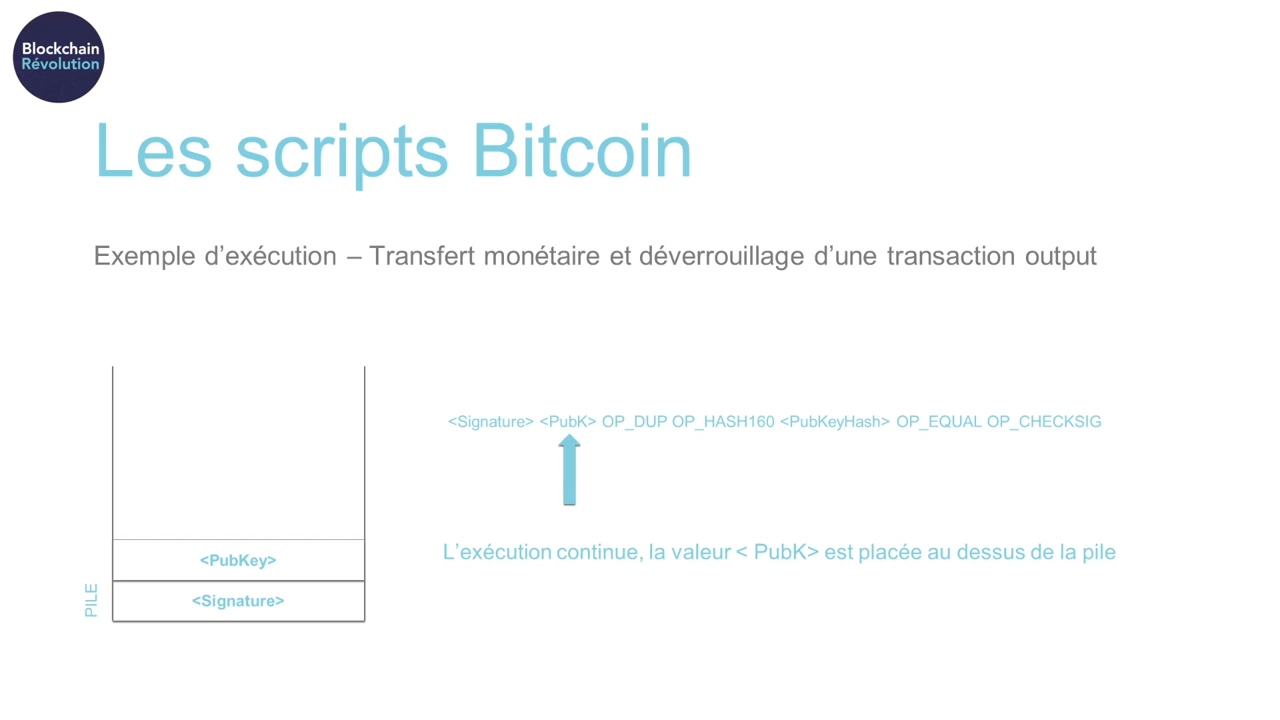 Blockchain
Révolution
Les scripts Bitcoin
Exemple d’exécution – Transfert monétaire et déverrouillage d’une transaction output
<Signature> <PubK> OP_DUP OP_HASH160 <PubKeyHash> OP_EQUAL OP_CHECKSIG
L’exécution continue, la valeur < PubK> est placée au dessus de la pile
<PubKey>
<Signature>
PILE